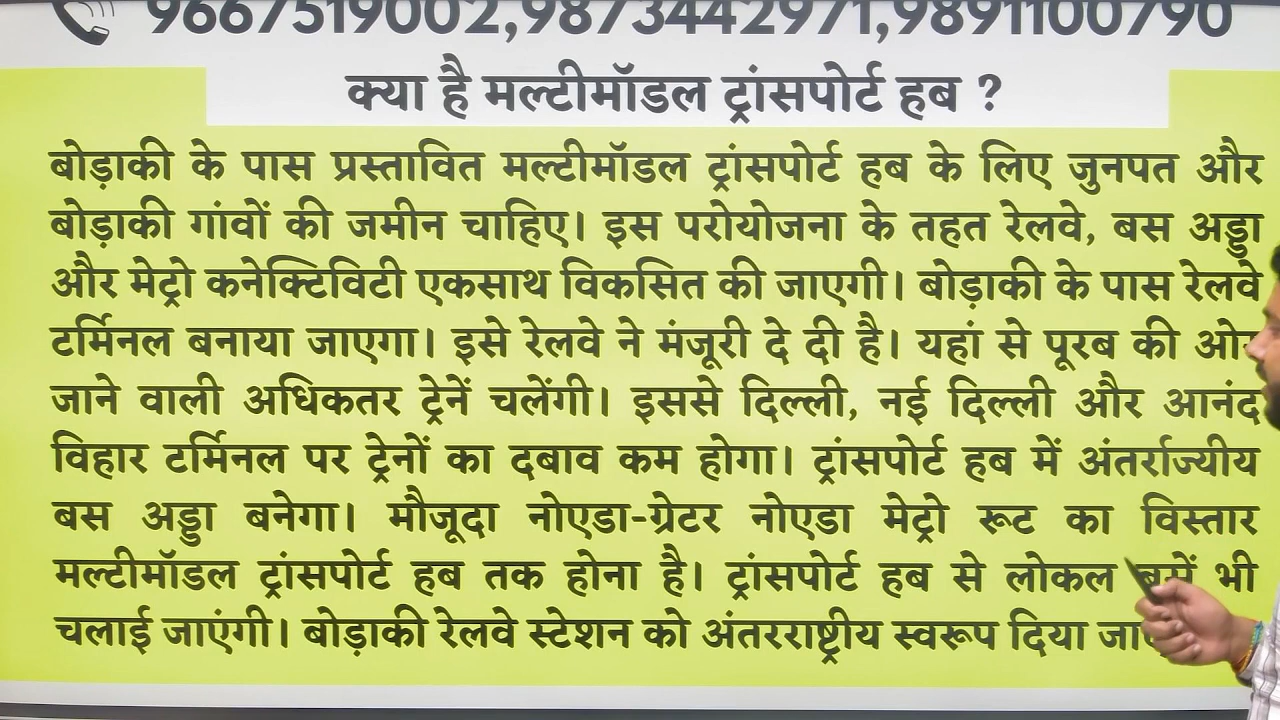 9667519002,9873442971,9891100790
क्या है मल्टीमॉडल ट्रांसपोर्ट हब ?
बोड़ाकी के पास प्रस्तावित मल्टीमॉडल ट्रांसपोर्ट हब के लिए जुनपत और
बोड़ाकी गांवों की जमीन चाहिए। इस परोयोजना के तहत रेलवे, बस अड्डा
और मेट्रो कनेक्टिविटी एकसाथ विकसित की जाएगी। बोड़ाकी के पास रेलवे
टर्मिनल बनाया जाएगा। इसे रेलवे ने मंजूरी दे दी है। यहां से पूरब की ओर
जाने वाली अधिकतर ट्रेनें चलेंगी। इससे दिल्ली, नई दिल्ली और आनंद
विहार टर्मिनल पर ट्रेनों का दबाव कम होगा। ट्रांसपोर्ट हब में अंतर्राज्यीय
बस अड्डा बनेगा। मौजूदा नोएडा-ग्रेटर नोएडा मेट्रो रूट का विस्तार
मल्टीमॉडल ट्रांसपोर्ट हब तक होना है। ट्रांसपोर्ट हब से लोकल बसें भी
चलाई जाएंगी। बोड़ाकी रेलवे स्टेशन को अंतरराष्ट्रीय स्वरूप दिया